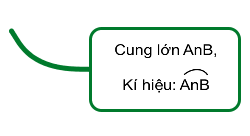 Cung lớn AnB,
Kí hiệu: AnB